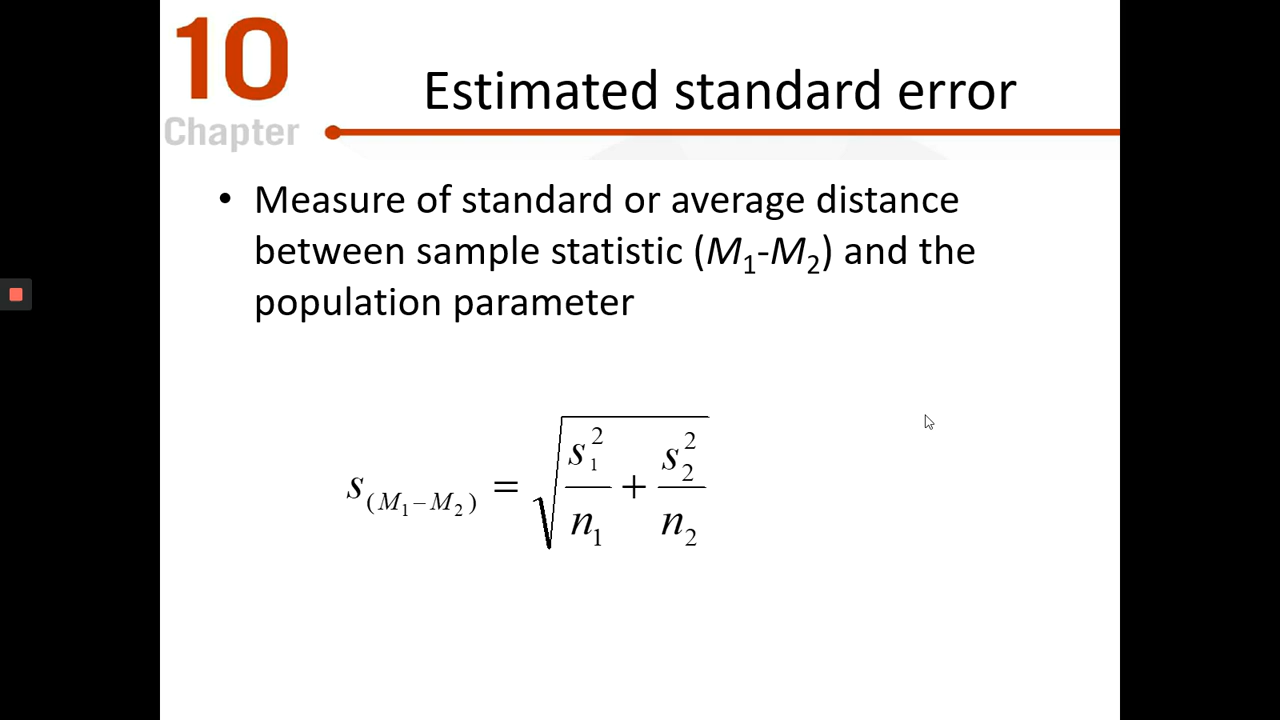 10
Chapter
Estimated standard error
• Measure of standard or average distance
between sample statistic (M₁-M₂) and the
population parameter
s₍M₁−M₂₎ = √(s₁²/n₁ + s₂²/n₂)